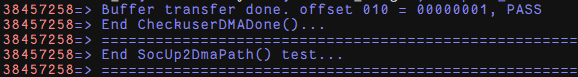 38457258=> Buffer transfer done. offset 010 = 00000001, PASS
38457258=> End CheckuserDMADone()...
38457258=> ==========================================================
38457258=> End SocUp2DmaPath() test...
38457258=> ==========================================================